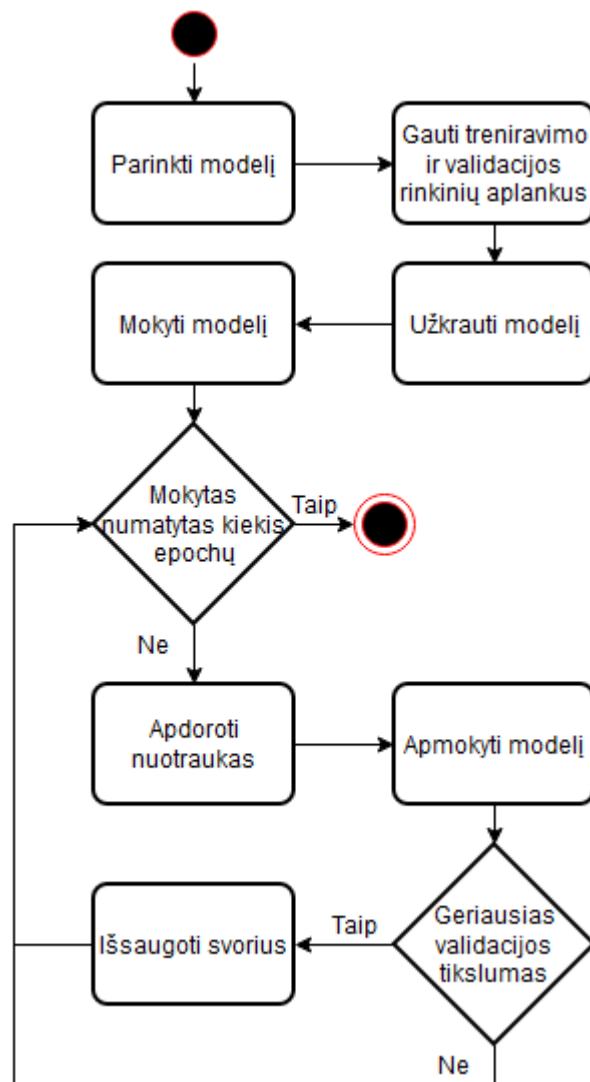 Parinkti modelį
Gauti treniravimo
ir validacijos
rinkinių aplankus
Mokyti modelį
Užkrauti modelį
Mokytas
numatytas kiekis
epochų
Taip
Ne
Apdoroti
nuotraukas
Apmokyti modelį
Išsaugoti svorius
Taip
Geriausias
validacijos
tikslumas
Ne